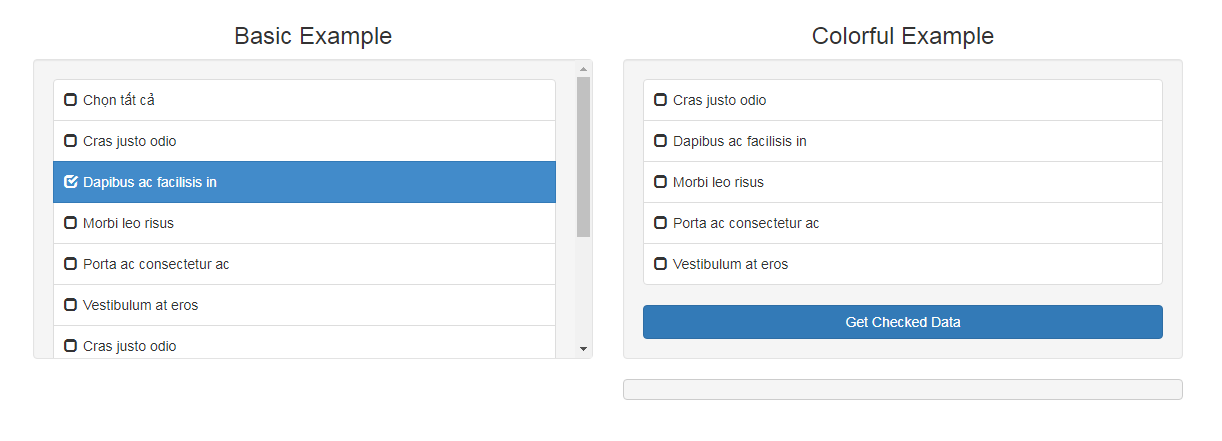 Basic Example
Chọn tất cả
Cras justo odio
Dapibus ac facilisis in
Morbi leo risus
Porta ac consectetur ac
Vestibulum at eros
Cras justo odio
Colorful Example
Cras justo odio
Dapibus ac facilisis in
Morbi leo risus
Porta ac consectetur ac
Vestibulum at eros
Get Checked Data